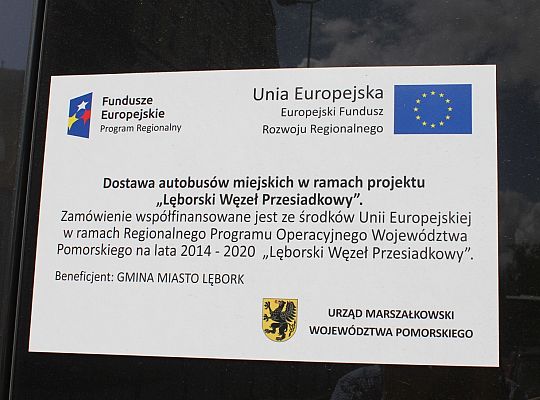 Fundusze
Europejskie
Program Regionalny
Unia Europejska
Europejski Fundusz
Rozwoju Regionalnego
Dostawa autobusów miejskich w ramach projektu
„Lęborski Węzeł Przesiadkowy”.
Zamówienie współfinansowane jest ze środków Unii Europejskiej
w ramach Regionalnego Programu Operacyjnego Województwa
Pomorskiego na lata 2014 - 2020 „Lęborski Węzeł Przesiadkowy”.
Beneficjent: GMINA MIASTO LĘBORK
URZĄD MARSZAŁKOWSKI
WOJEWÓDZTWA POMORSKIEGO